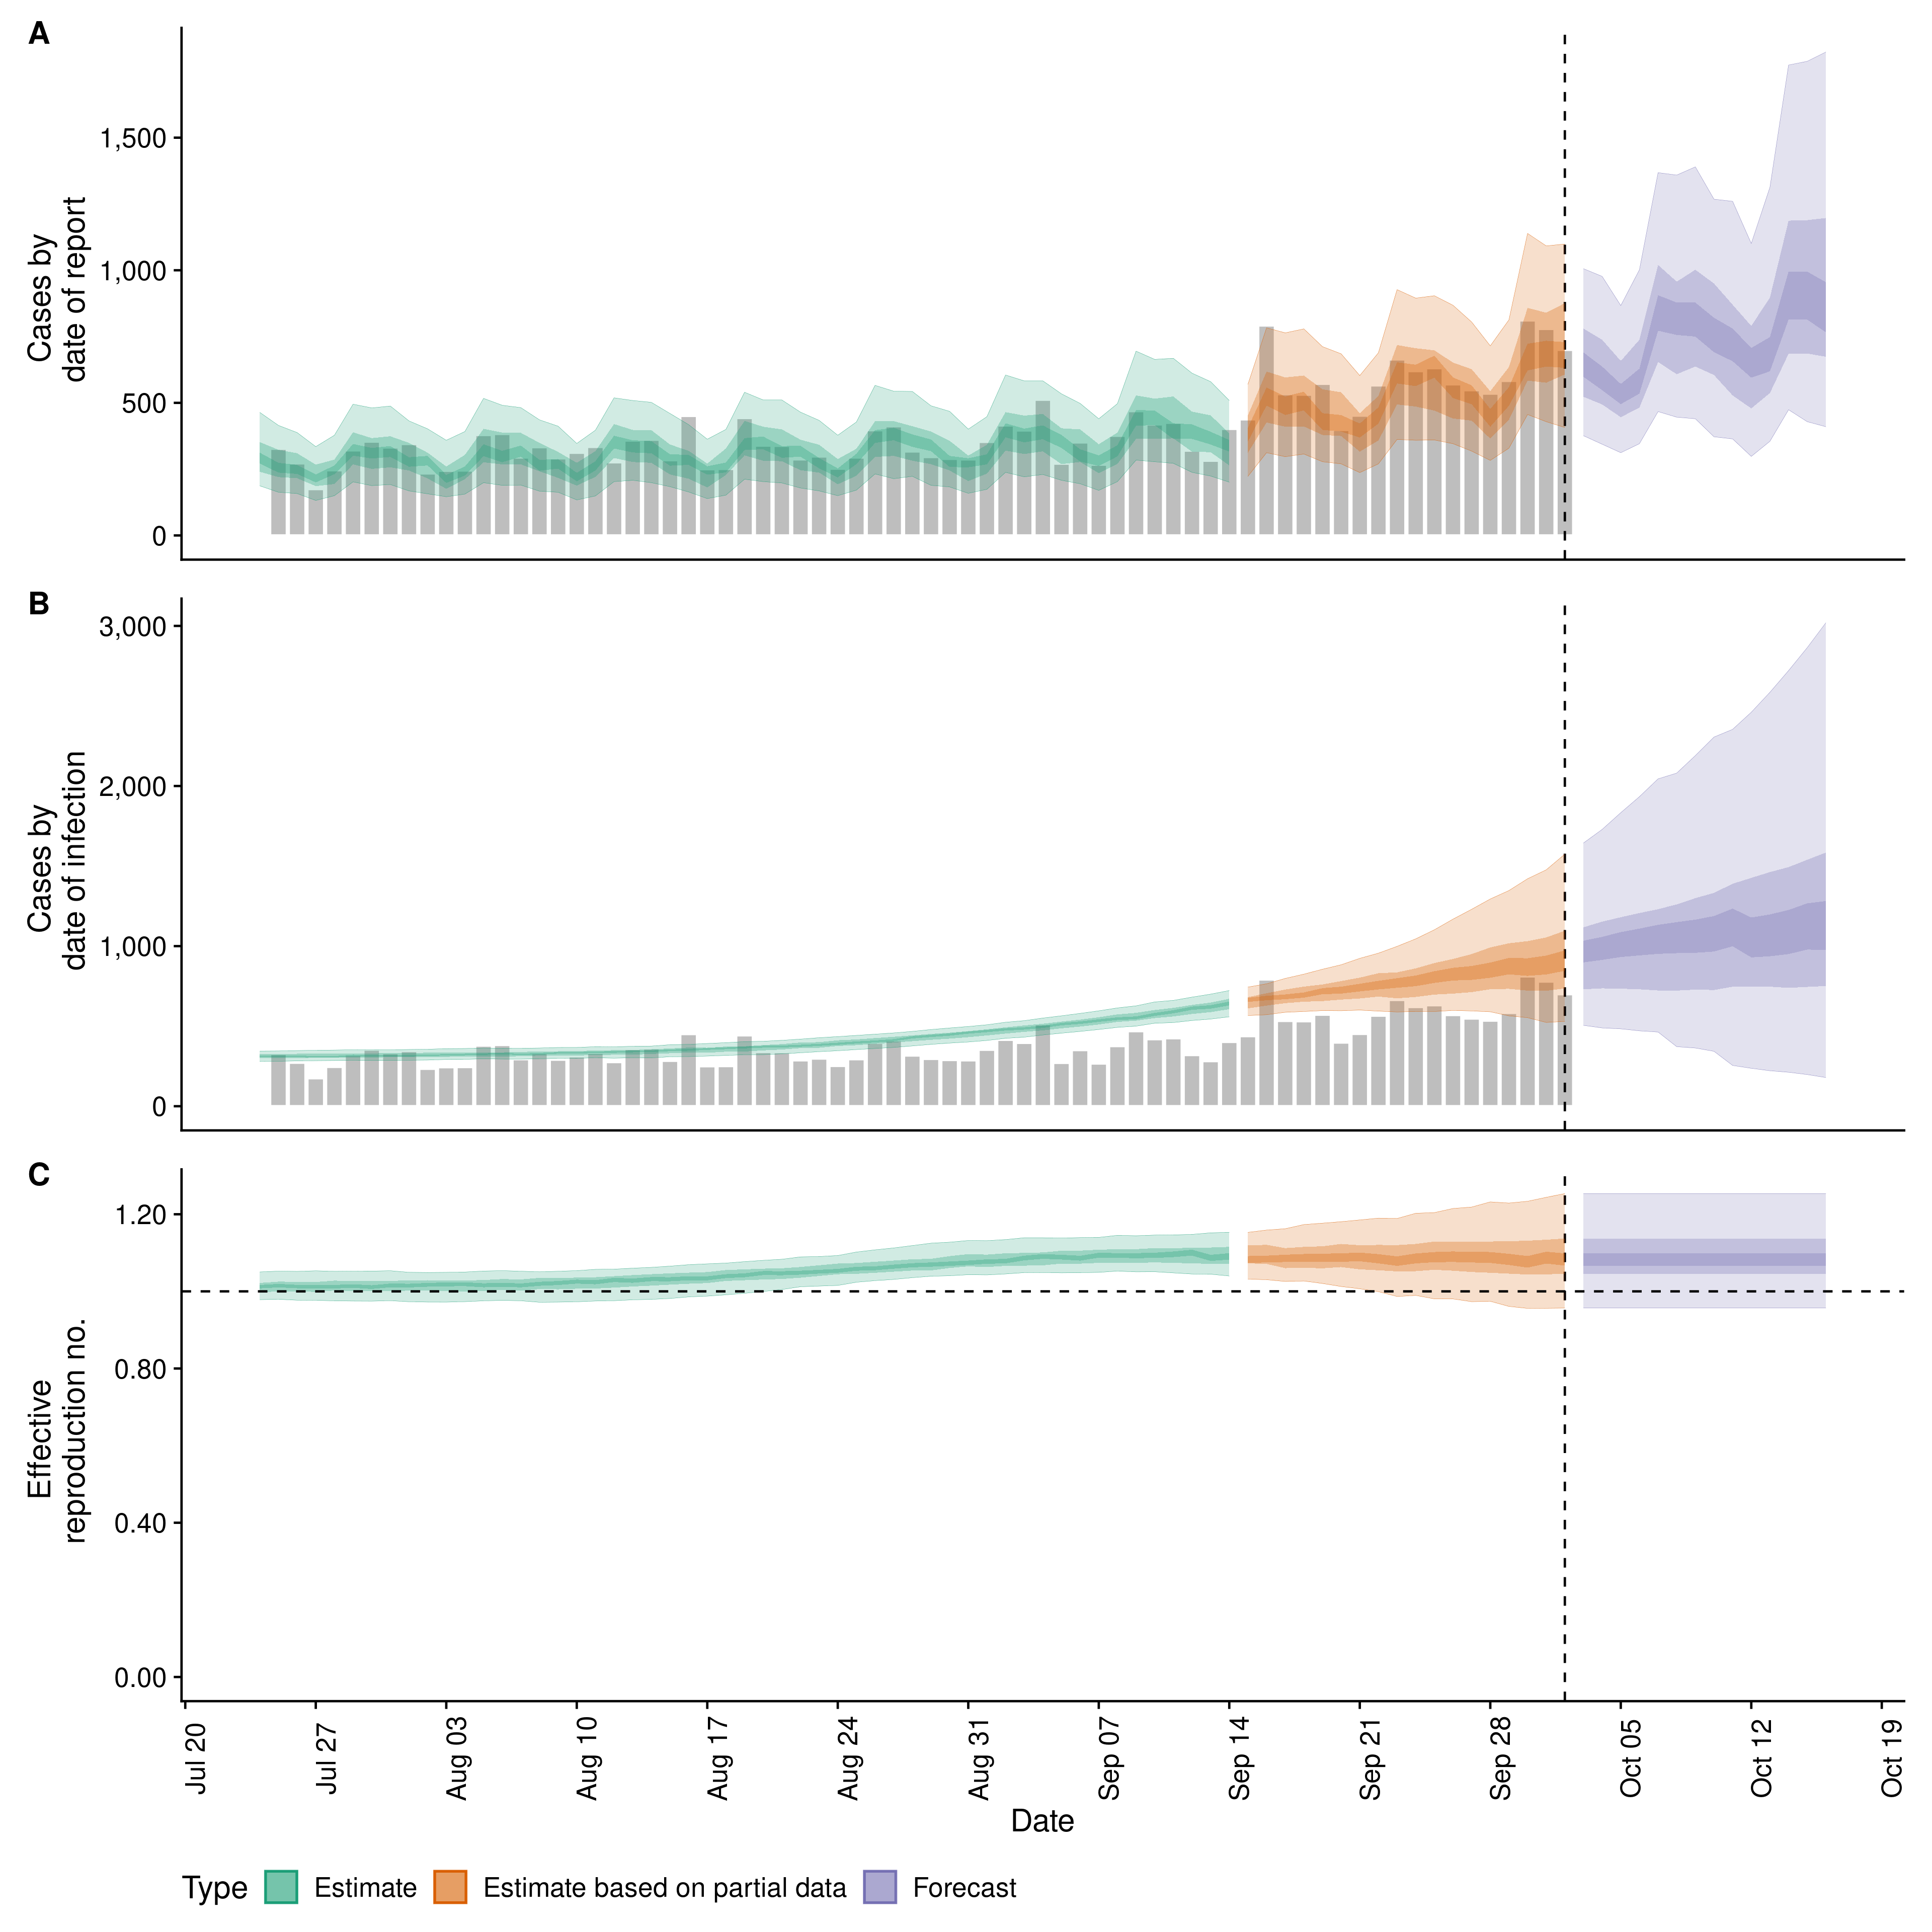 A
Cases by
date of report
1,500
1,000
500
0
B
Cases by
date of infection
3,000
2,000
1,000
0
C
Effective
reproduction no.
1.20
0.80
0.40
0.00
Jul 20
Jul 27
Aug 03
Aug 10
Aug 17
Aug 24
Aug 31
Sep 07
Sep 14
Sep 21
Sep 28
Oct 05
Oct 12
Oct 19
Date
Type Estimate Estimate based on partial data Forecast